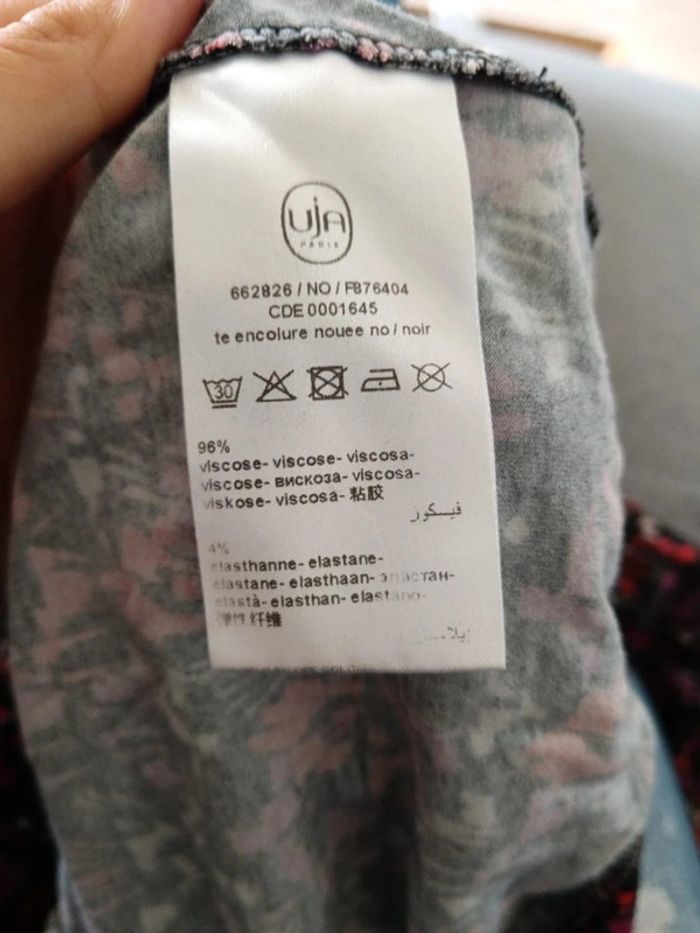 UJA
PARIS
662826 / NO / F876404
CDE 0001645
te encolure nouee no / noir
30
96%
viscose- viscose- viscosa-
viscose- вискоза- viscosa-
viskose- viscosa- 粘胶
فيسكور
4%
elasthanne- elastane-
elastane- elasthaan- эластан-
elastà- elasthan- elastano-
弹性纤维